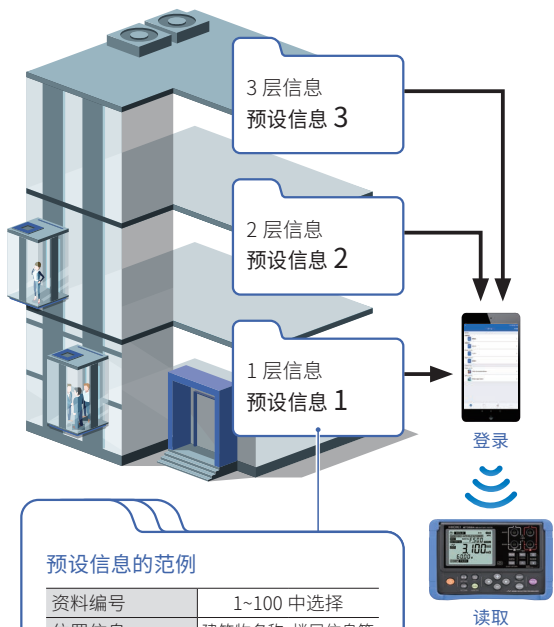 3 层信息
预设信息 3
2 层信息
预设信息 2
1 层信息
预设信息 1
登录
读取
预设信息的范例
资料编号 1~100 中选择